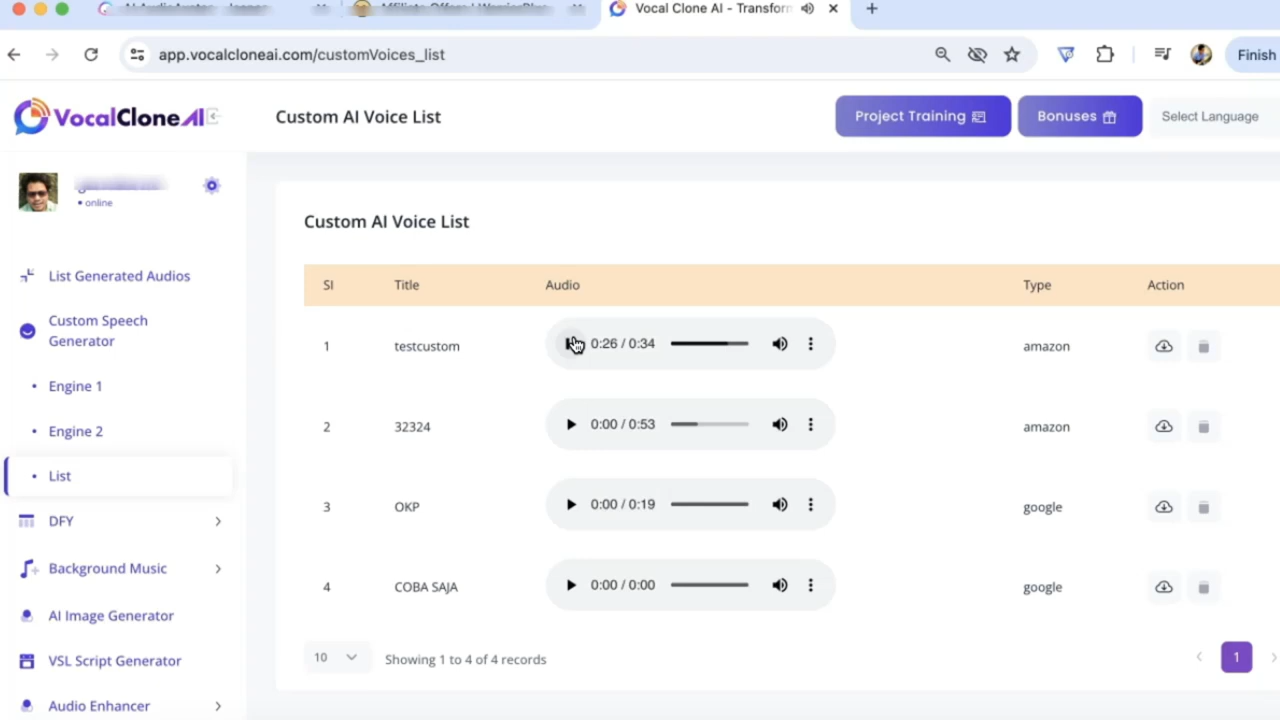 Vocal Clone AI - Transform
app.vocalcloneai.com/customVoices_list
Finish
VocalCloneAI
Custom AI Voice List
Project Training
Bonuses
Select Language
online
List Generated Audios
Custom Speech
Generator
Engine 1
Engine 2
List
DFY
Background Music
AI Image Generator
VSL Script Generator
Audio Enhancer
Custom AI Voice List
SI Title Audio Type Action
1 testcustom 0:26 / 0:34 amazon
2 32324 0:00 / 0:53 amazon
3 OKP 0:00 / 0:19 google
4 COBA SAJA 0:00 / 0:00 google
10 Showing 1 to 4 of 4 records 1